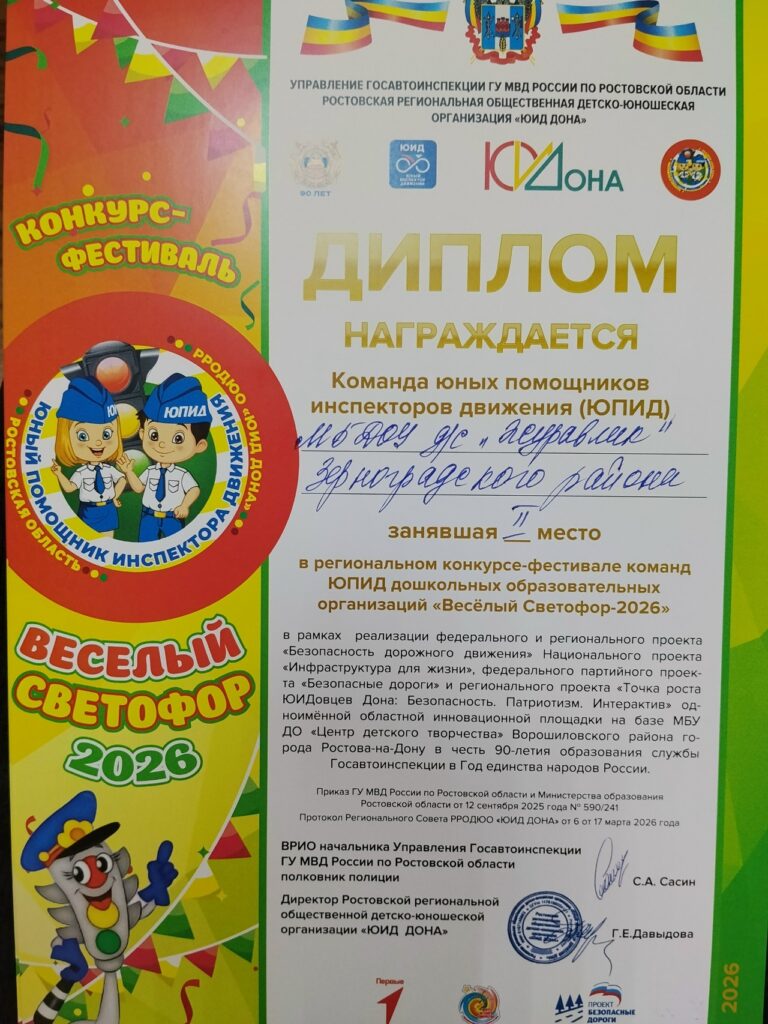 УПРАВЛЕНИЕ ГОСАВТОИНСПЕКЦИИ ГУ МВД РОССИИ ПО РОСТОВСКОЙ ОБЛАСТИ
РОСТОВСКАЯ РЕГИОНАЛЬНАЯ ОБЩЕСТВЕННАЯ ДЕТСКО-ЮНОШЕСКАЯ
ОРГАНИЗАЦИЯ «ЮИД ДОНА»
90 ЛЕТ
ЮИД
ЮНЫЕ ИНСПЕКТОРА ДВИЖЕНИЯ
ЮИДДОНА
КОНКУРС-
ФЕСТИВАЛЬ
РРОДЮО «ЮИД ДОНА»
ЮНЫЙ ПОМОЩНИК ИНСПЕКТОРА ДВИЖЕНИЯ
РОСТОВСКАЯ ОБЛАСТЬ
ЮПИД
ВЕСЕЛЫЙ
СВЕТОФОР
2026
ДИПЛОМ
НАГРАЖДАЕТСЯ
Команда юных помощников
инспекторов движения (ЮПИД)
МБДОУ д/с „Журавлик"
Зерноградского района
занявшая II место
в региональном конкурсе-фестивале команд
ЮПИД дошкольных образовательных
организаций «Весёлый Светофор-2026»
в рамках реализации федерального и регионального проекта
«Безопасность дорожного движения» Национального проекта
«Инфраструктура для жизни», федерального партийного проек-
та «Безопасные дороги» и регионального проекта «Точка роста
ЮИДовцев Дона: Безопасность. Патриотизм. Интерактив» од-
ноимённой областной инновационной площадки на базе МБУ
ДО «Центр детского творчества» Ворошиловского района го-
рода Ростова-на-Дону в честь 90-летия образования службы
Госавтоинспекции в Год единства народов России.
Приказ ГУ МВД России по Ростовской области и Министерства образования
Ростовской области от 12 сентября 2025 года № 590/241
Протокол Регионального Совета РРОДЮО «ЮИД ДОНА» от 6 от 17 марта 2026 года
ВРИО начальника Управления Госавтоинспекции
ГУ МВД России по Ростовской области
полковник полиции
С.А. Сасин
Директор Ростовской региональной
общественной детско-юношеской
организации «ЮИД ДОНА»
Г.Е.Давыдова
Первые
ПРОЕКТ
БЕЗОПАСНЫЕ
ДОРОГИ
2026